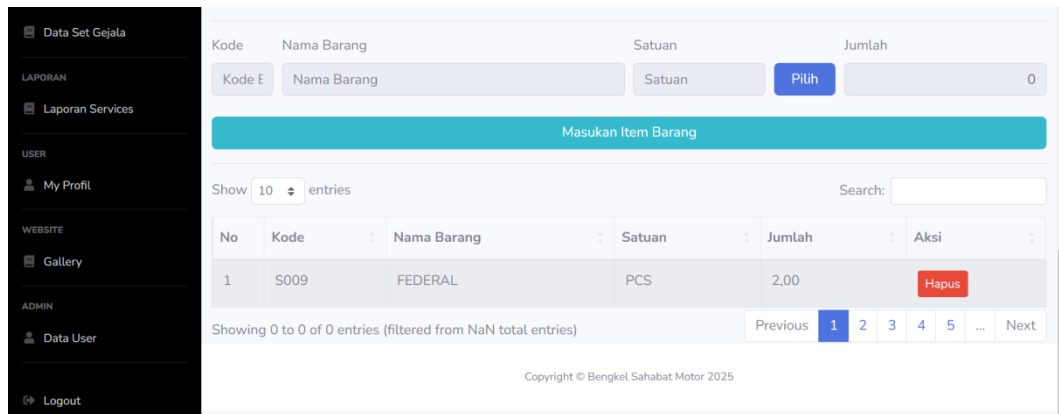 Data Set Gejala
LAPORAN
Laporan Services
USER
My Profil
WEBSITE
Gallery
ADMIN
Data User
Logout
Kode Nama Barang Satuan Jumlah
Kode E Nama Barang Satuan Pilih 0
Masukan Item Barang
Show 10 entries Search:
No Kode Nama Barang Satuan Jumlah Aksi
1 S009 FEDERAL PCS 2,00 Hapus
Showing 0 to 0 of 0 entries (filtered from NaN total entries) Previous 1 2 3 4 5 ... Next
Copyright © Bengkel Sahabat Motor 2025